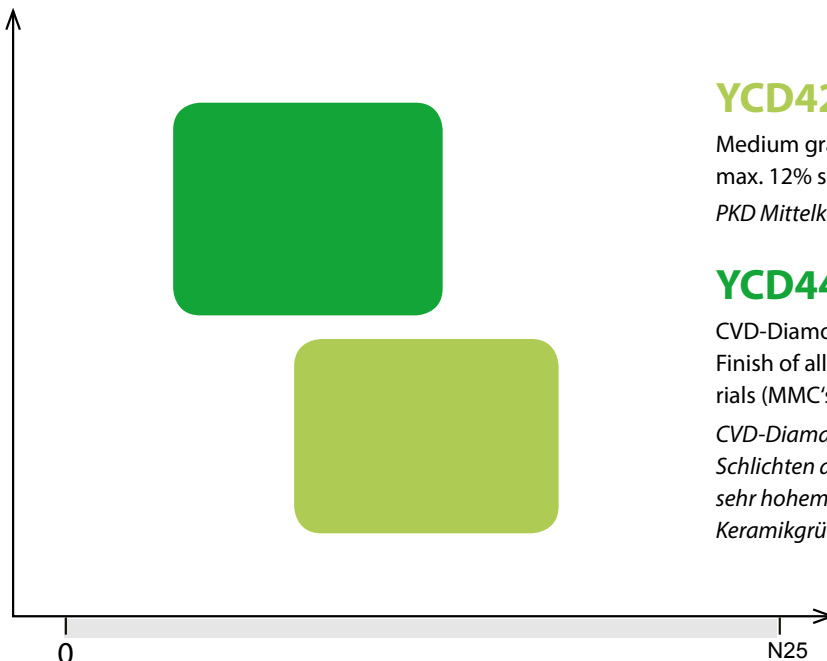 YCD42
Medium gra
max. 12% s
PKD Mittelk
YCD44
CVD-Diamo
Finish of all
rials (MMC‘s
CVD-Diama
Schlichten a
sehr hohem
Keramikgrü
0
N25